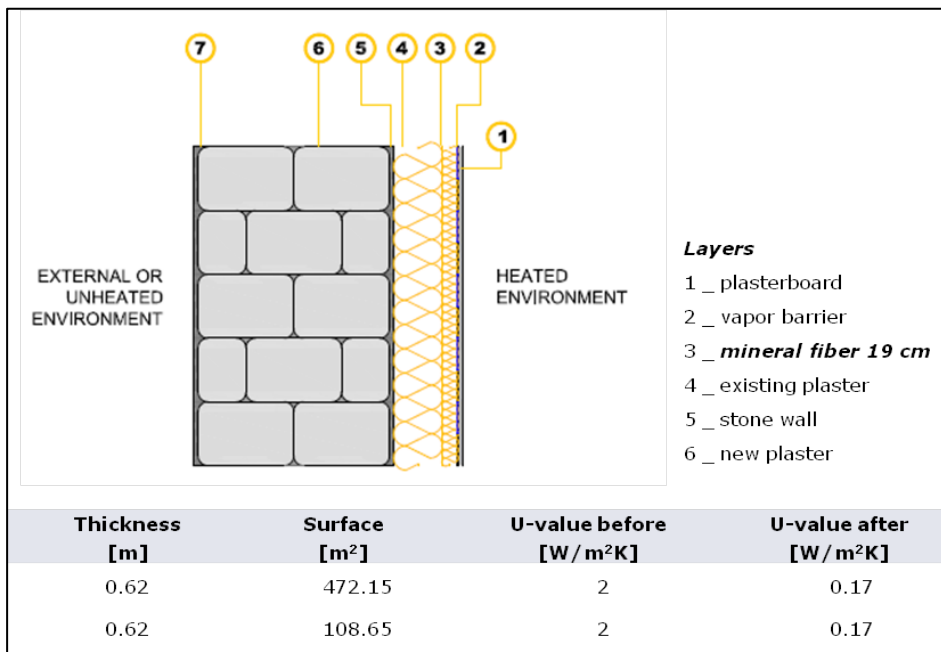 7 6 5 4 3 2
1
EXTERNAL OR
UNHEATED
ENVIRONMENT
HEATED
ENVIRONMENT
Layers
1 _ plasterboard
2 _ vapor barrier
3 _ mineral fiber 19 cm
4 _ existing plaster
5 _ stone wall
6 _ new plaster
Thickness Surface U-value before U-value after
[m] [m²] [W/m²K] [W/m²K]
0.62 472.15 2 0.17
0.62 108.65 2 0.17